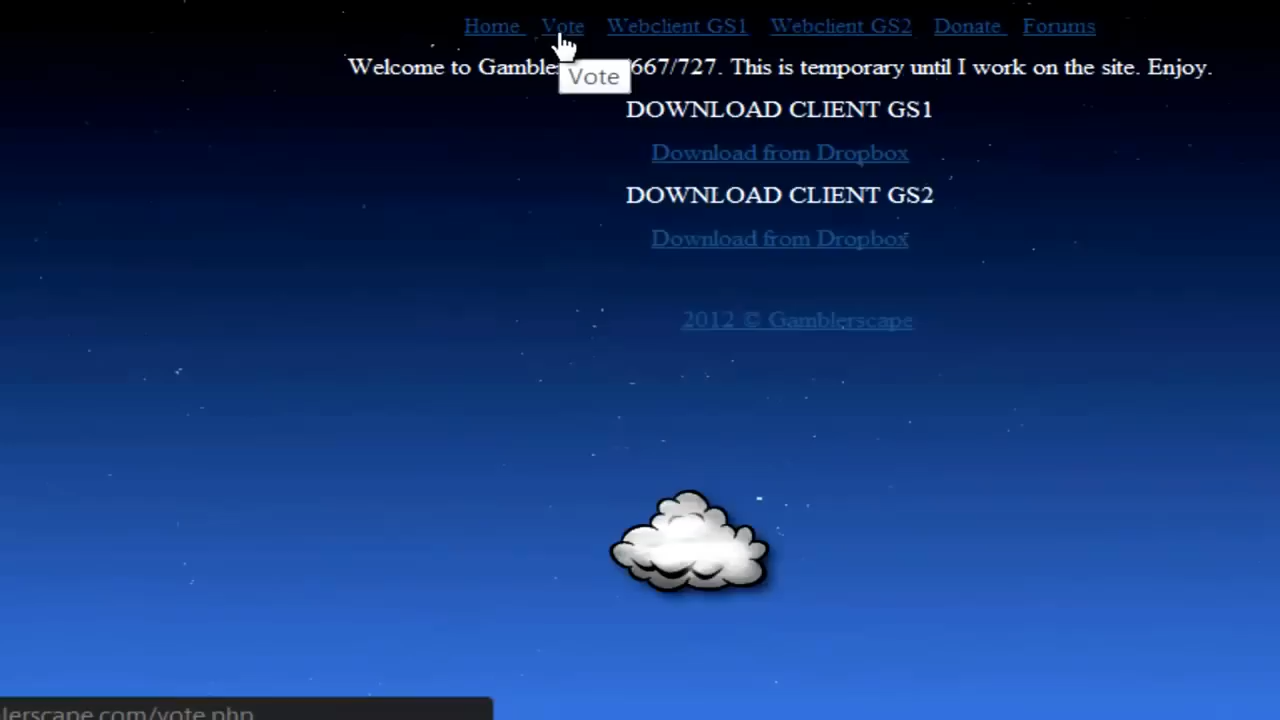 Home Vote Webclient GS1 Webclient GS2 Donate Forums
Welcome to Gamble 667/727. This is temporary until I work on the site. Enjoy.
Vote
DOWNLOAD CLIENT GS1
Download from Dropbox
DOWNLOAD CLIENT GS2
Download from Dropbox
2012 © Gamblerscape
lerscape.com/vote.php